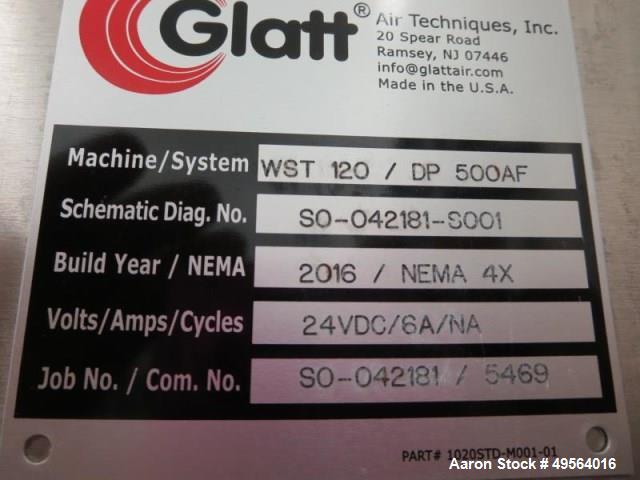 Glatt®
Air Techniques, Inc.
20 Spear Road
Ramsey, NJ 07446
info@glattair.com
Made in the U.S.A.
Machine/System WST 120 / DP 500AF
Schematic Diag. No. SO-042181-S001
Build Year / NEMA 2016 / NEMA 4X
Volts/Amps/Cycles 24VDC/6A/NA
Job No. / Com. No. SO-042181 / 5469
PART# 1020STD-M001-01
Aaron Stock # 49564016